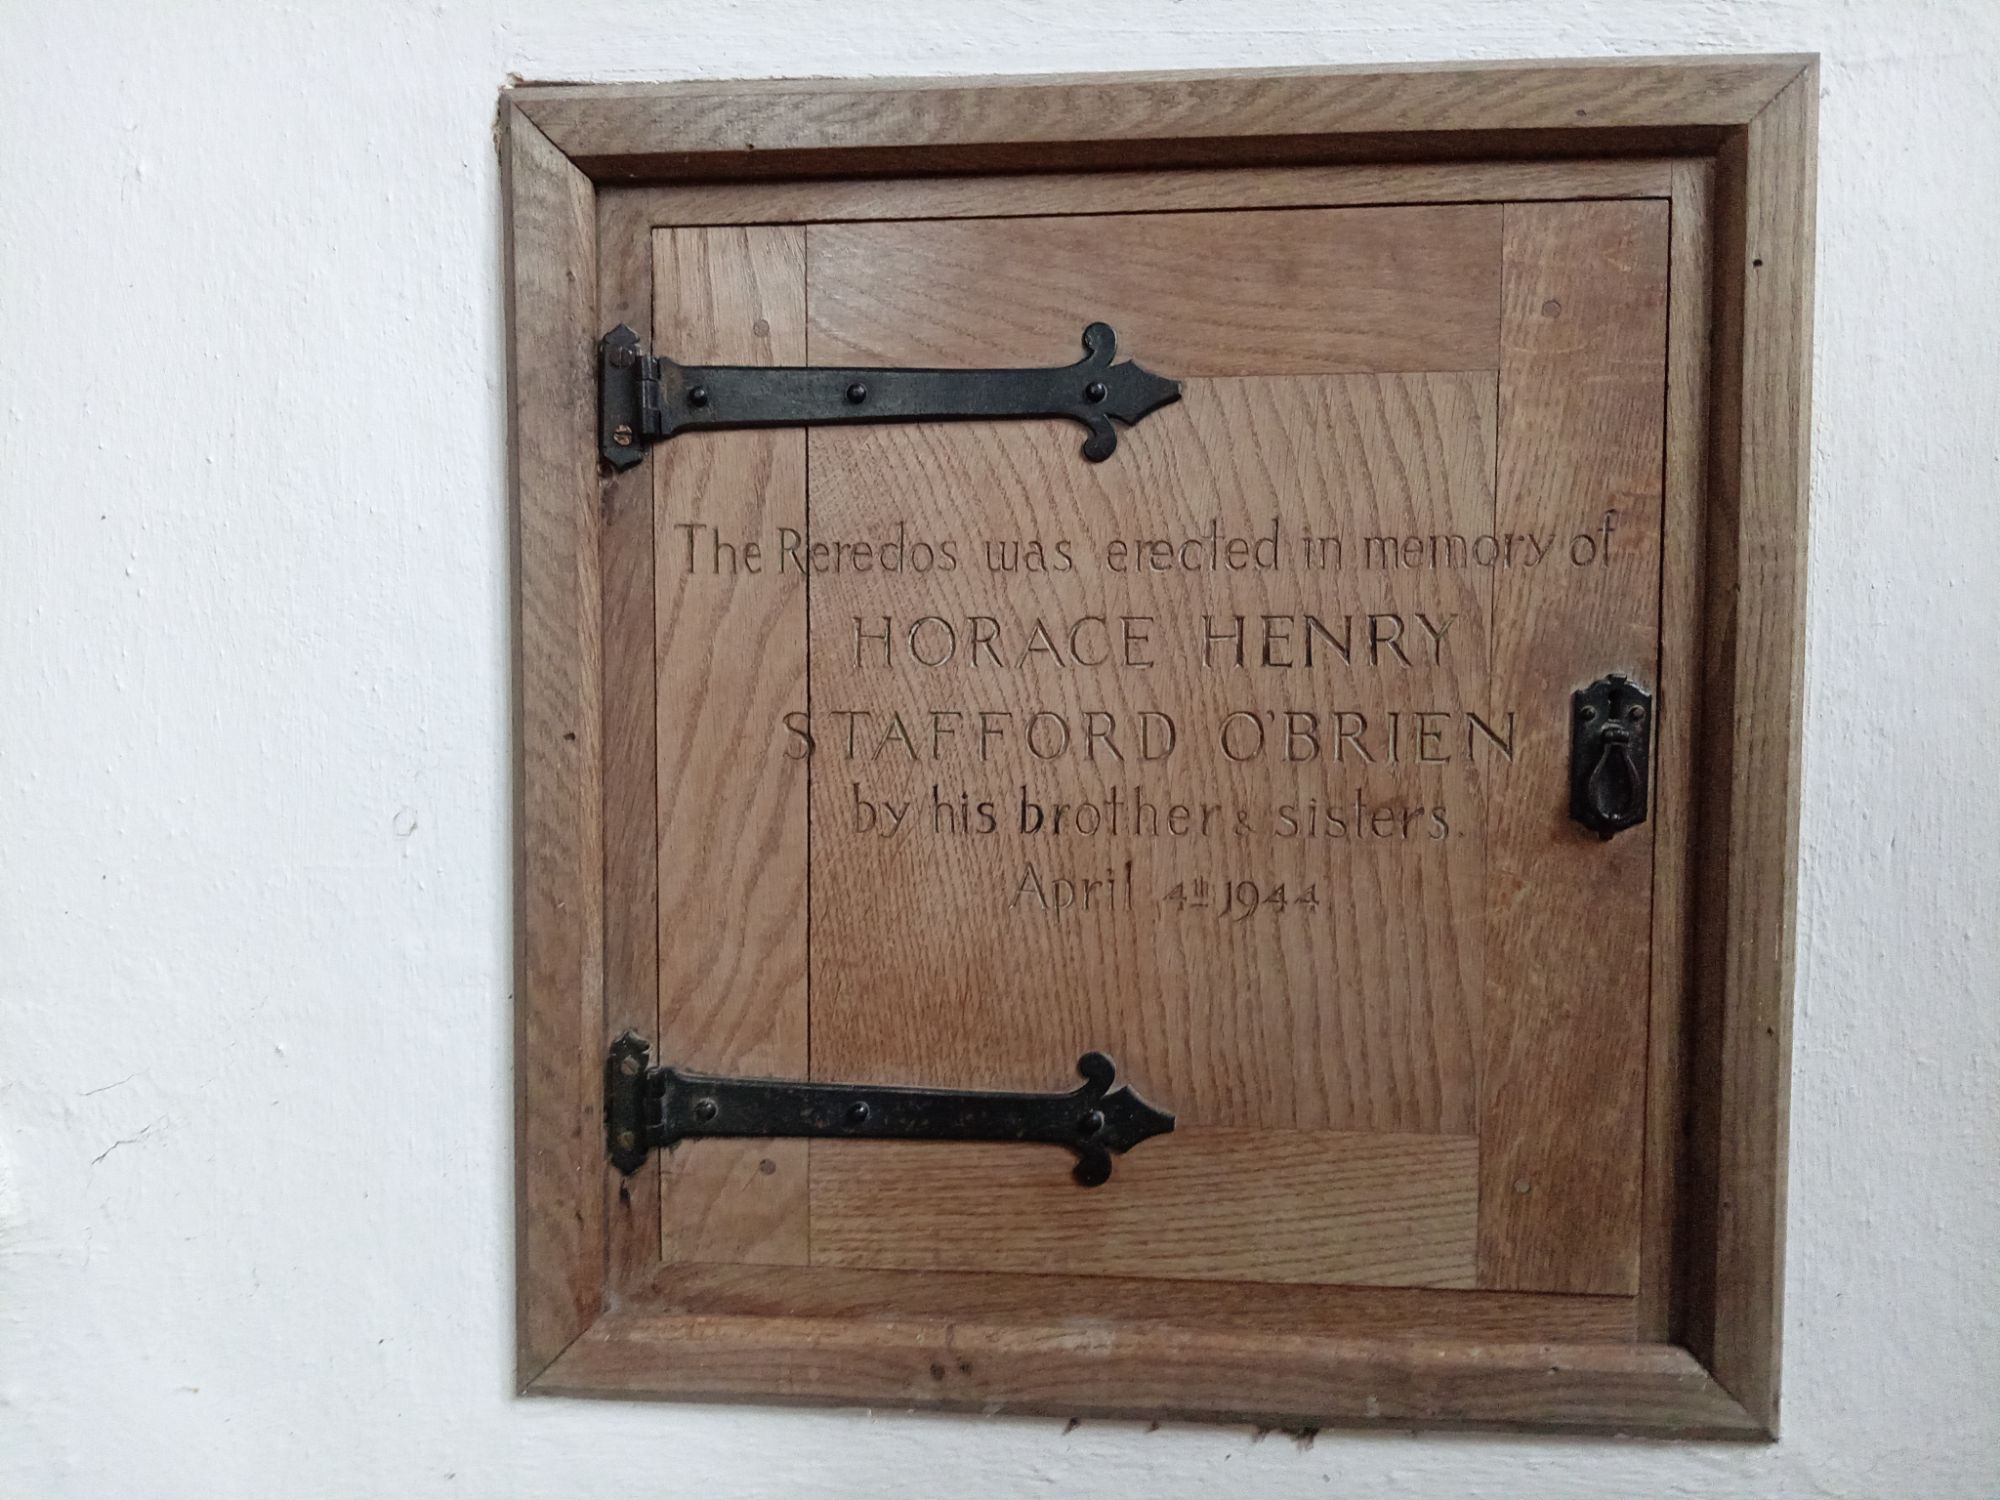 The Reredos was erected in memory of
HORACE HENRY
STAFFORD O'BRIEN
by his brother & sisters.
April 4th 1944